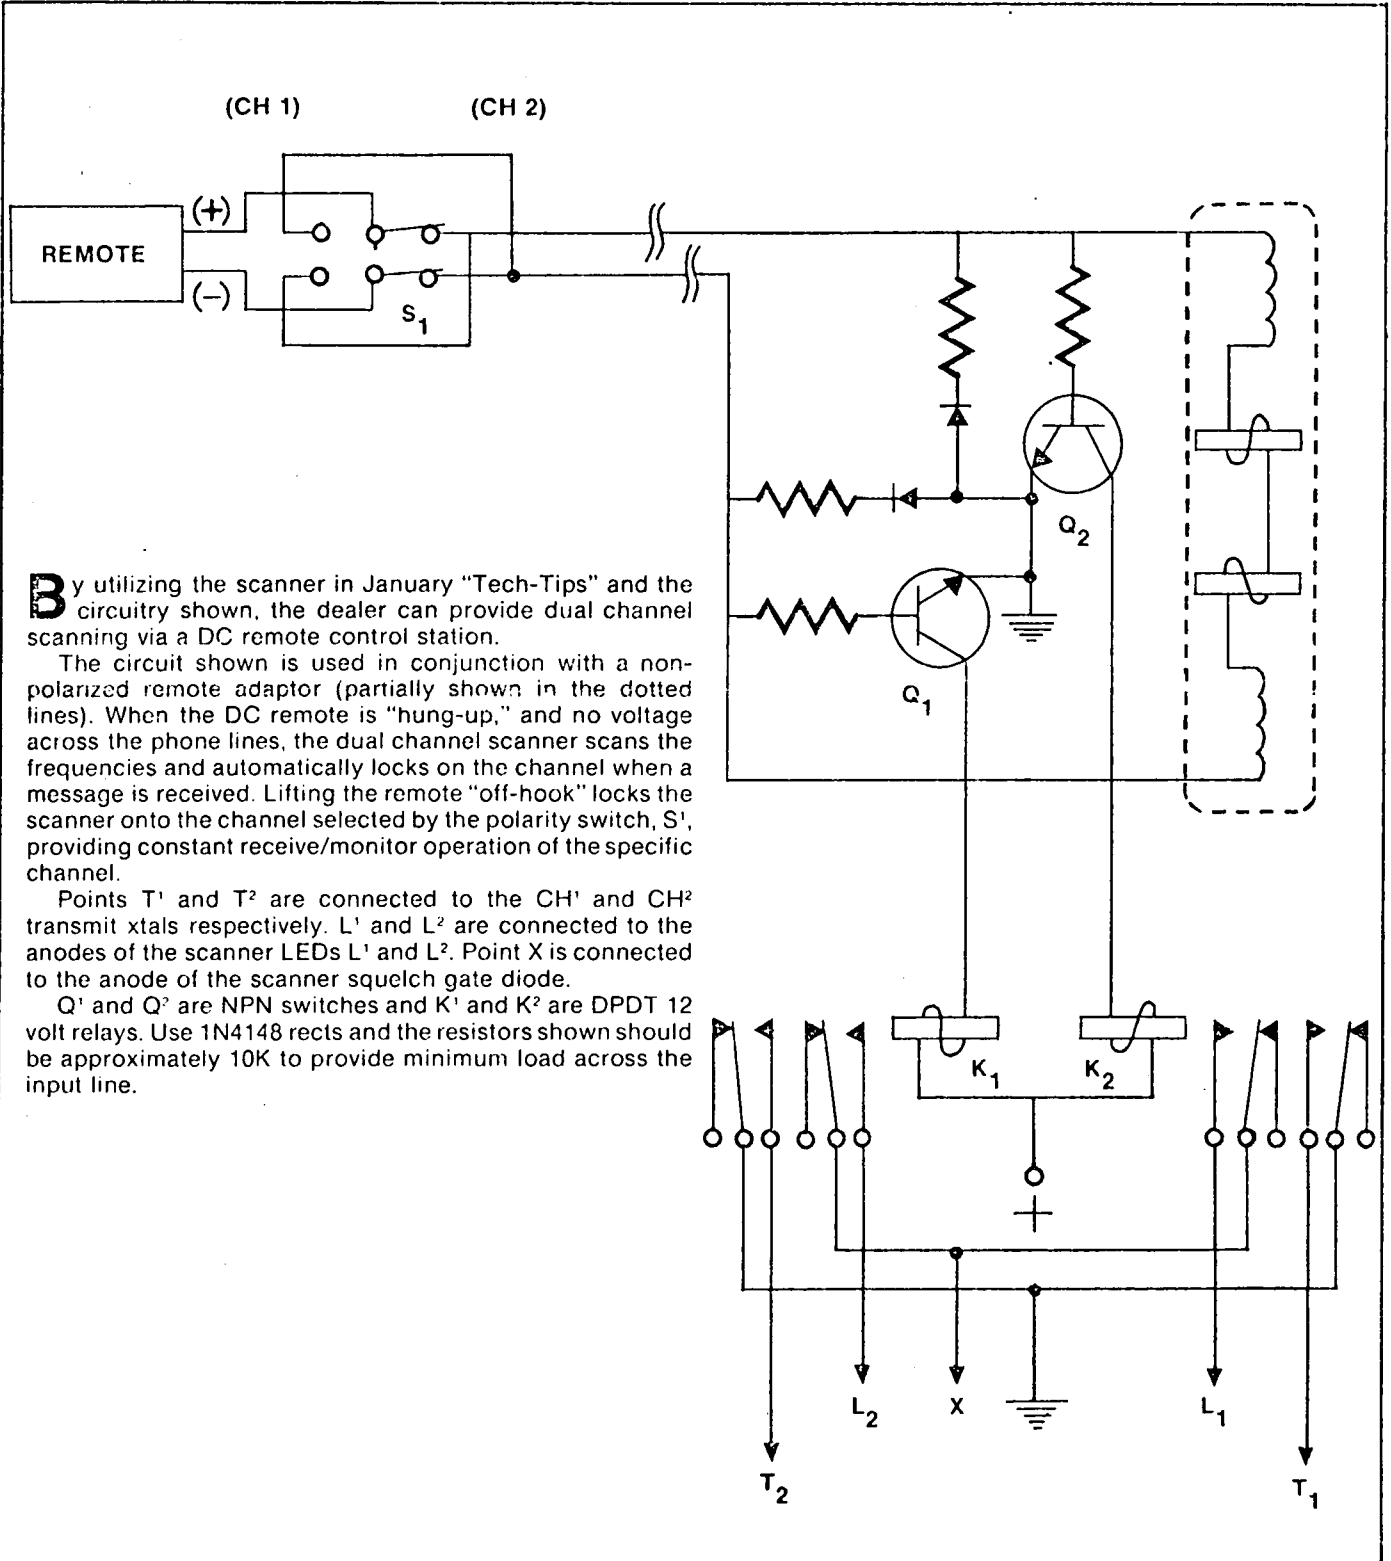 (CH 1) (CH 2)
(+)
REMOTE
(−)
S1
Q2
Q1
By utilizing the scanner in January "Tech-Tips" and the
circuitry shown, the dealer can provide dual channel
scanning via a DC remote control station.
The circuit shown is used in conjunction with a non-
polarized remote adaptor (partially shown in the dotted
lines). When the DC remote is "hung-up," and no voltage
across the phone lines, the dual channel scanner scans the
frequencies and automatically locks on the channel when a
message is received. Lifting the remote "off-hook" locks the
scanner onto the channel selected by the polarity switch, S¹,
providing constant receive/monitor operation of the specific
channel.
Points T¹ and T² are connected to the CH¹ and CH²
transmit xtals respectively. L¹ and L² are connected to the
anodes of the scanner LEDs L¹ and L². Point X is connected
to the anode of the scanner squelch gate diode.
Q¹ and Q² are NPN switches and K¹ and K² are DPDT 12
volt relays. Use 1N4148 rects and the resistors shown should
be approximately 10K to provide minimum load across the
input line.
K1 K2
+
L2 X L1
T2 T1